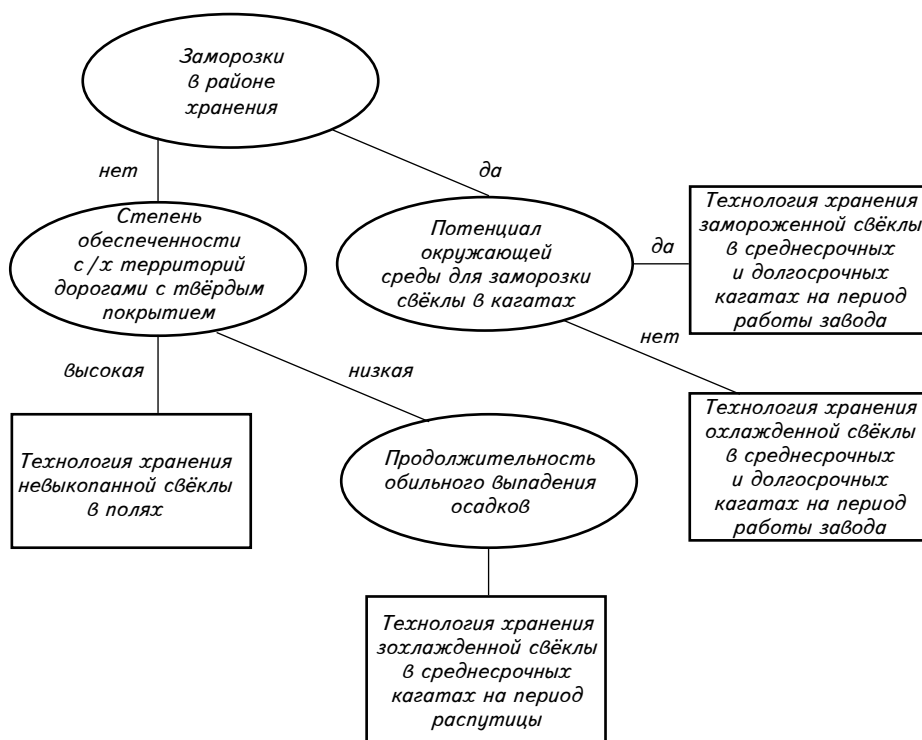 Заморозки
в районе
хранения
нет
да
Степень
обеспеченности
с/х территорий
дорогами с твёрдым
покрытием
Потенциал
окружающей
среды для заморозки
свёклы в кагатах
да
Технология хранения
замороженной свёклы
в среднесрочных
и долгосрочных
кагатах на период
работы завода
нет
высокая
низкая
Технология хранения
невыкопанной свёклы
в полях
Продолжительность
обильного выпадения
осадков
Технология хранения
охлажденной свёклы
в среднесрочных
и долгосрочных
кагатах на период
работы завода
Технология хранения
зохлажденной свёклы
в среднесрочных
кагатах на период
распутицы